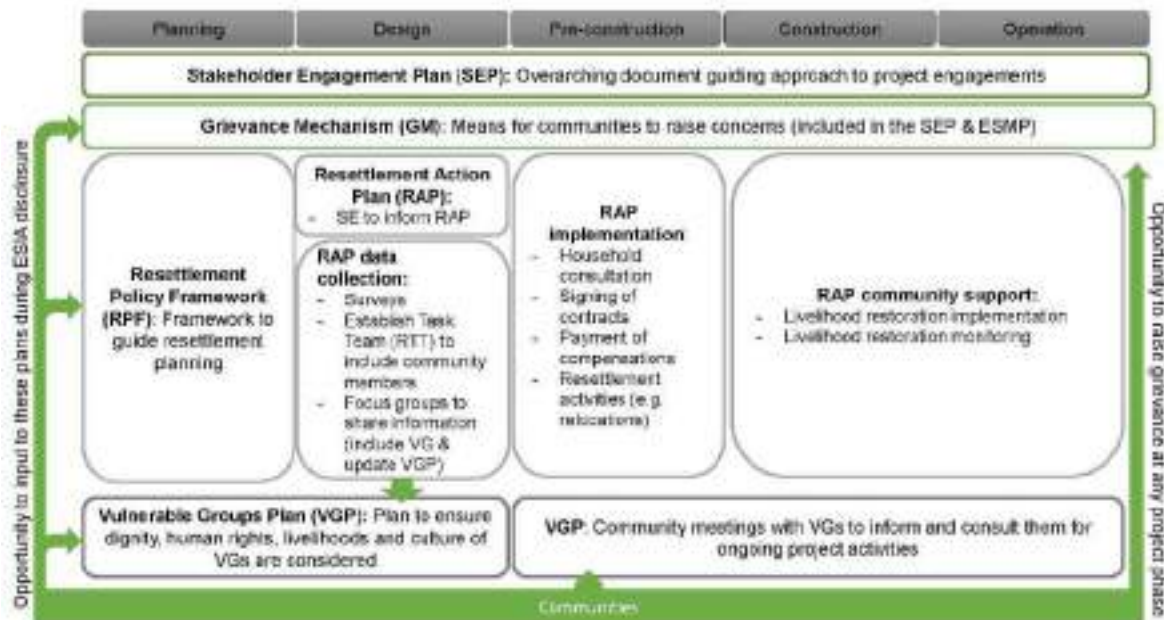 Planning
Design
Pre-construction
Construction
Operation
Stakeholder Engagement Plan (SEP): Overarching document guiding approach to project engagements
Grievance Mechanism (GM): Means for communities to raise concerns (included in the SEP & ESMP)
Opportunity to input to these plans during ESIA disclosure
Resettlement
Policy Framework
(RPF): Framework to
guide resettlement
planning
Resettlement Action
Plan (RAP):
- SE to inform RAP
RAP data
collection:
- Surveys
- Establish Task
Team (RTT) to
include community
members
- Focus groups to
share information
(include VG &
update VGP)
RAP
implementation
- Household
consultation
- Signing of
contracts
- Payment of
compensations
- Resettlement
activities (e.g.
relocations)
RAP community support:
- Livelihood restoration implementation
- Livelihood restoration monitoring
Opportunity to raise grievance at any project phase
Vulnerable Groups Plan (VGP): Plan to ensure
dignity, human rights, livelihoods and culture of
VGs are considered
VGP: Community meetings with VGs to inform and consult them for
ongoing project activities
Communities